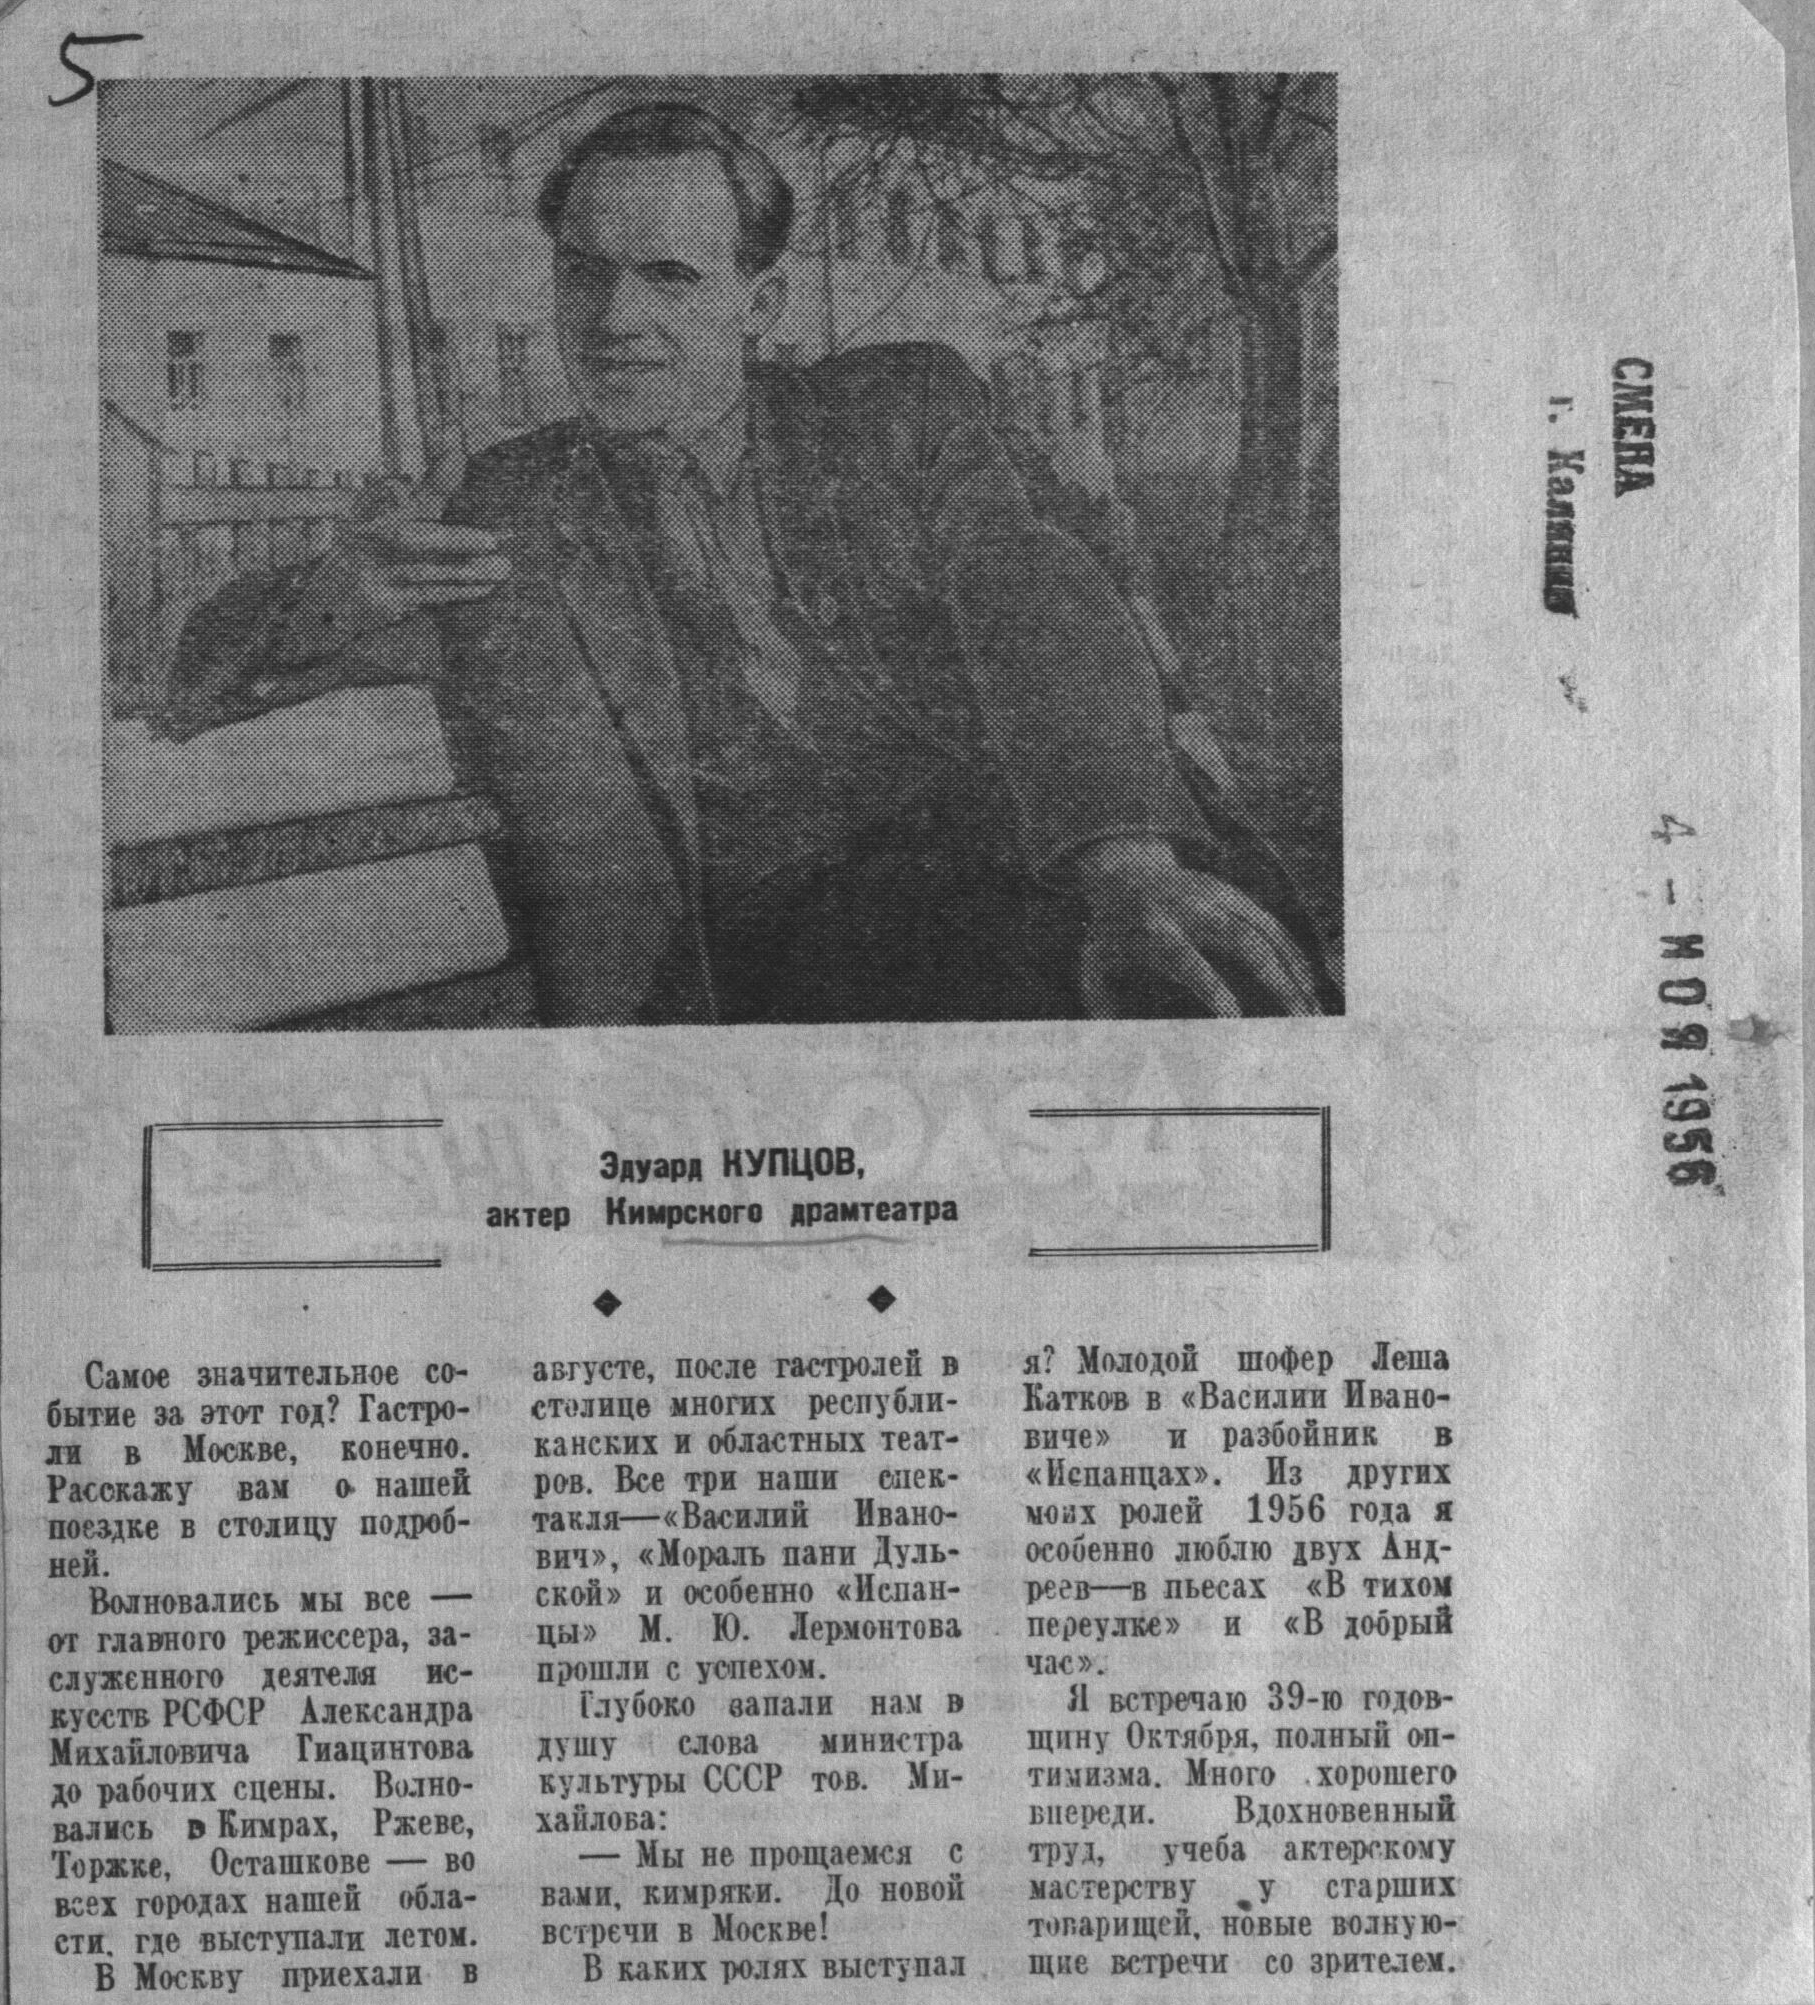 5
СМЕНА
г. Калинин
4 - НОЯ 1956
Эдуард КУПЦОВ,
актер Кимрского драмтеатра
Самое значительное со-
бытие за этот год? Гастро-
ли в Москве, конечно.
Расскажу вам о нашей
поездке в столицу подроб-
ней.
Волновались мы все —
от главного режиссера, за-
служенного деятеля ис-
кусств РСФСР Александра
Михайловича Гиацинтова
до рабочих сцены. Волно-
вались в Кимрах, Ржеве,
Торжке, Осташкове — во
всех городах нашей обла-
сти, где выступали летом.
В Москву приехали в
августе, после гастролей в
столице многих республи-
канских и областных теат-
ров. Все три наши спек-
такля—«Василий Ивано-
вич», «Мораль пани Дуль-
ской» и особенно «Испан-
цы» М. Ю. Лермонтова
прошли с успехом.
Глубоко запали нам в
душу слова министра
культуры СССР тов. Ми-
хайлова:
— Мы не прощаемся с
вами, кимряки. До новой
встречи в Москве!
В каких ролях выступал
я? Молодой шофер Леша
Катков в «Василии Ивано-
виче» и разбойник в
«Испанцах». Из других
моих ролей 1956 года я
особенно люблю двух Анд-
реев—в пьесах «В тихом
переулке» и «В добрый
час».
Я встречаю 39-ю годов-
щину Октября, полный оп-
тимизма. Много хорошего
впереди. Вдохновенный
труд, учеба актерскому
мастерству у старших
товарищей, новые волную-
щие встречи со зрителем.